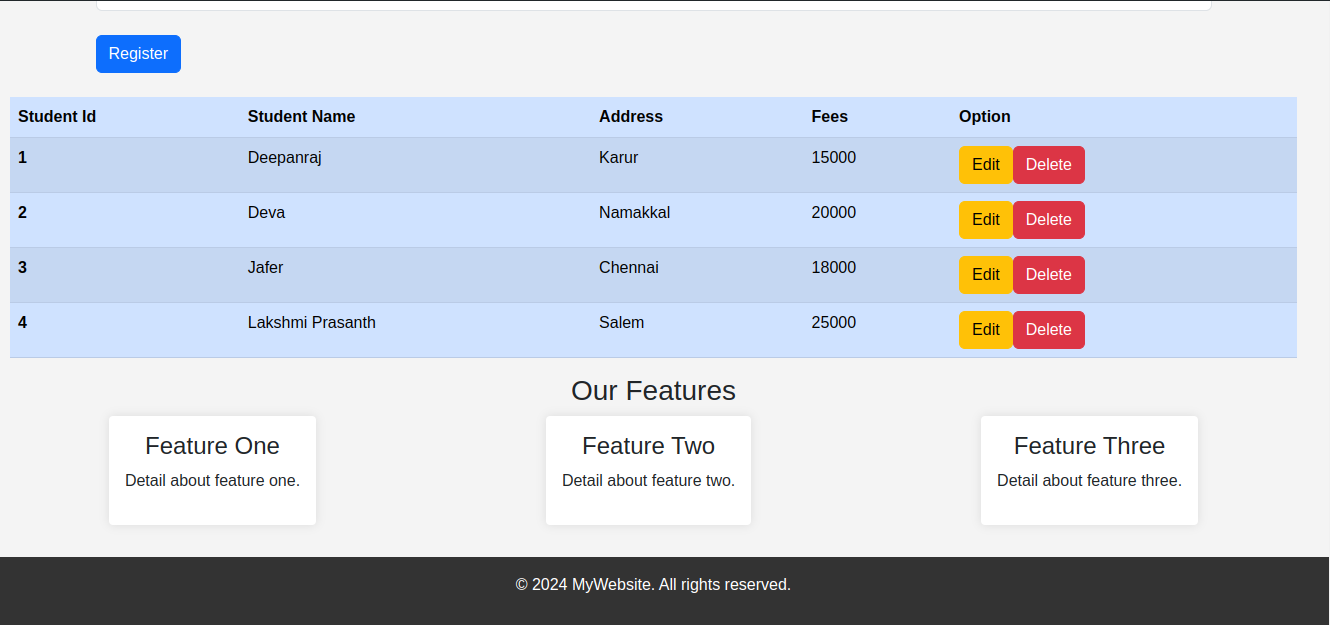 Register
Student Id Student Name Address Fees Option
1 Deepanraj Karur 15000 Edit Delete
2 Deva Namakkal 20000 Edit Delete
3 Jafer Chennai 18000 Edit Delete
4 Lakshmi Prasanth Salem 25000 Edit Delete
Our Features
Feature One Feature Two Feature Three
Detail about feature one. Detail about feature two. Detail about feature three.
© 2024 MyWebsite. All rights reserved.